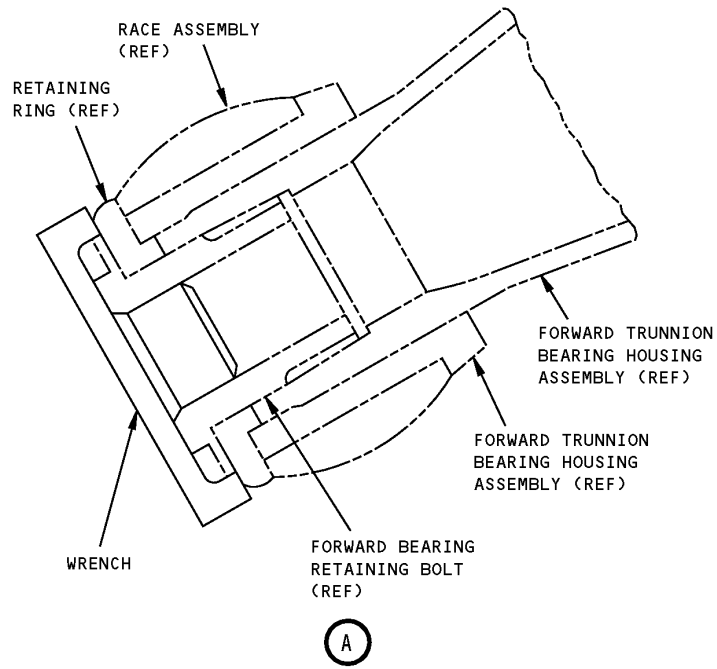 RACE ASSEMBLY
(REF)
RETAINING
RING (REF)
FORWARD TRUNNION
BEARING HOUSING
ASSEMBLY (REF)
FORWARD TRUNNION
BEARING HOUSING
ASSEMBLY (REF)
FORWARD BEARING
RETAINING BOLT
(REF)
WRENCH
A